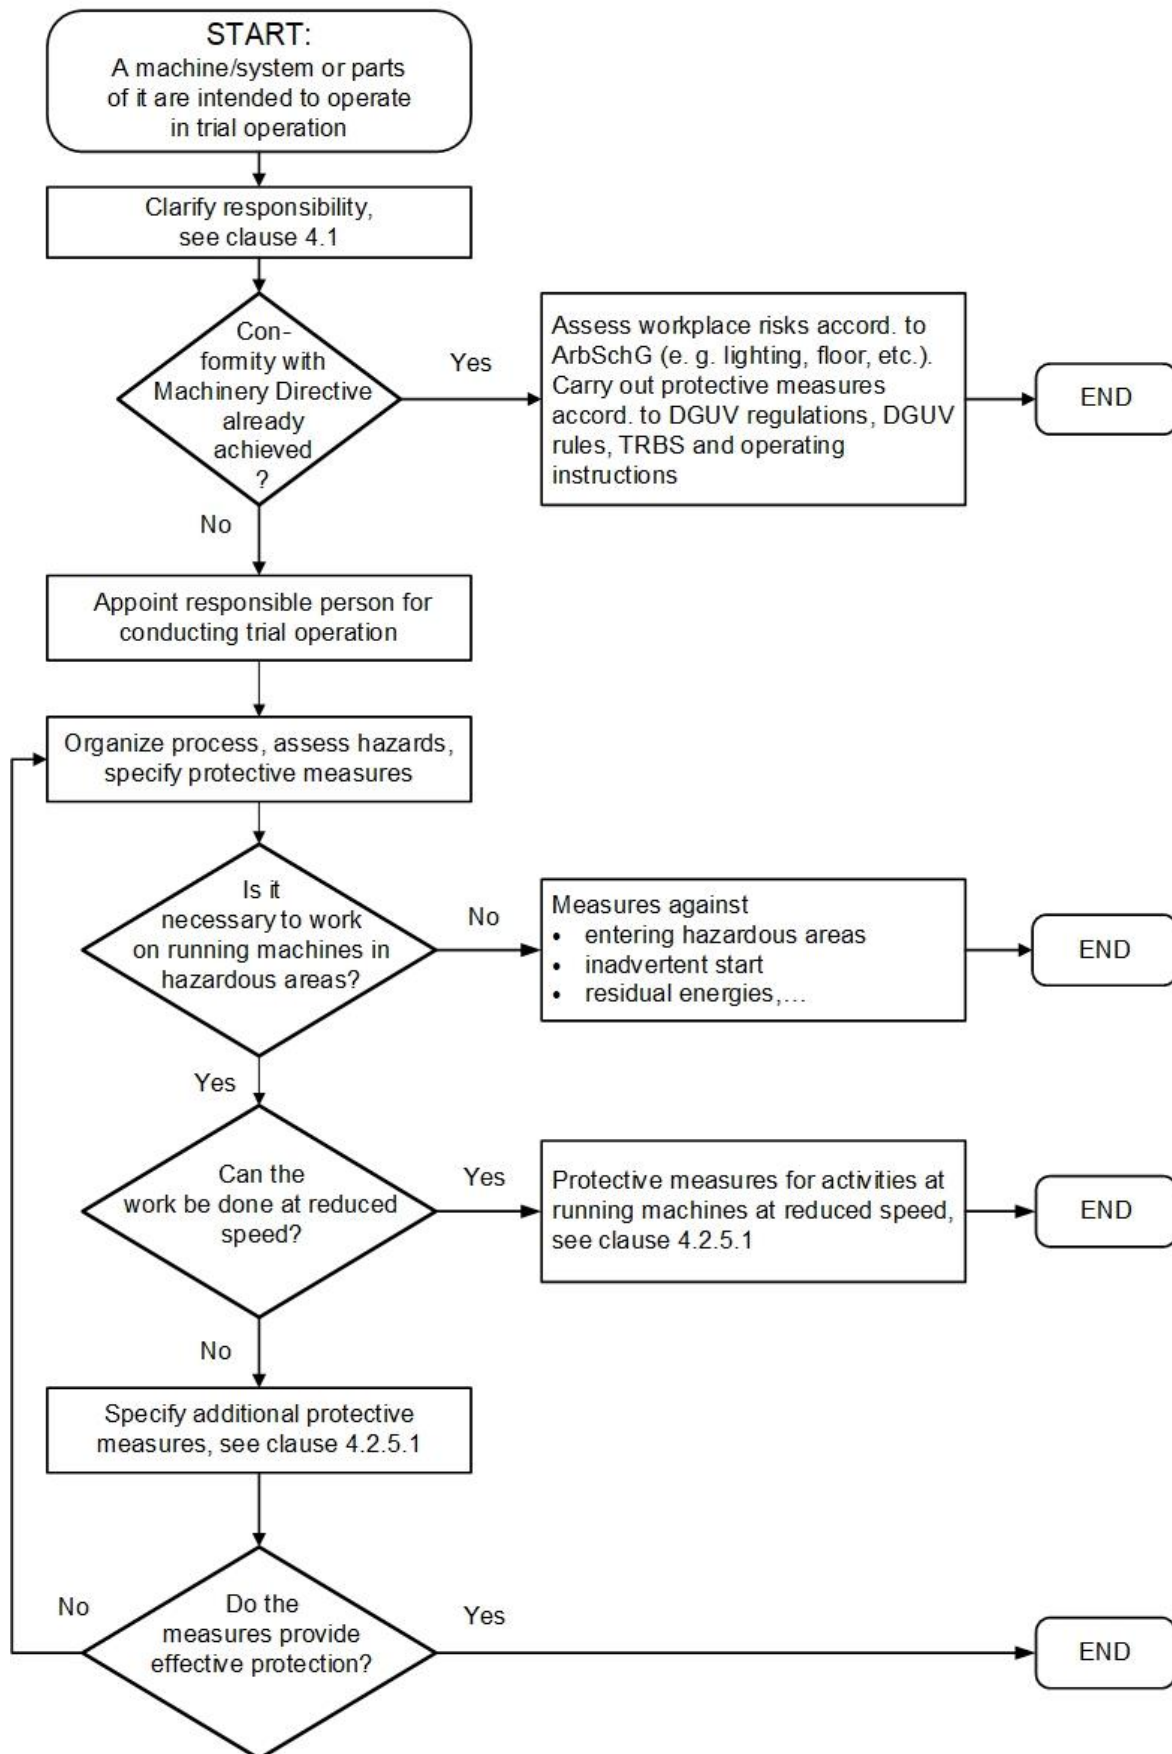 START:
A machine/system or parts
of it are intended to operate
in trial operation
Clarify responsibility,
see clause 4.1
Con-
formity with
Machinery Directive
already
achieved
?
Yes
Assess workplace risks accord. to
ArbSchG (e. g. lighting, floor, etc.).
Carry out protective measures
accord. to DGUV regulations, DGUV
rules, TRBS and operating
instructions
END
No
Appoint responsible person for
conducting trial operation
Organize process, assess hazards,
specify protective measures
Is it
necessary to work
on running machines in
hazardous areas?
No
Measures against
• entering hazardous areas
• inadvertent start
• residual energies,...
END
Yes
Can the
work be done at reduced
speed?
Yes
Protective measures for activities at
running machines at reduced speed,
see clause 4.2.5.1
END
No
Specify additional protective
measures, see clause 4.2.5.1
Do the
measures provide
effective protection?
No
Yes
END